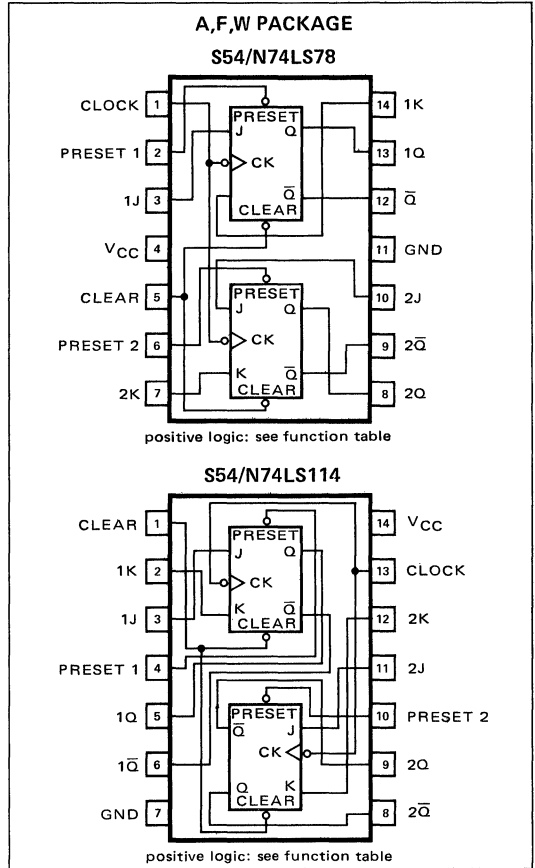 A,F,W PACKAGE
S54/N74LS78
CLOCK 1
PRESET 1 2
1J 3
VCC 4
CLEAR 5
PRESET 2 6
2K 7
14 1K
13 1Q
12 Q̅
11 GND
10 2J
9 2Q̅
8 2Q
PRESET
J Q
CK
Q̅
CLEAR
PRESET
J Q
CK
K Q̅
CLEAR
positive logic: see function table
S54/N74LS114
CLEAR 1
1K 2
1J 3
PRESET 1 4
1Q 5
1Q̅ 6
GND 7
14 VCC
13 CLOCK
12 2K
11 2J
10 PRESET 2
9 2Q
8 2Q̅
PRESET
J Q
CK
K Q̅
CLEAR
PRESET
Q̅ J
CK
Q K
CLEAR
positive logic: see function table